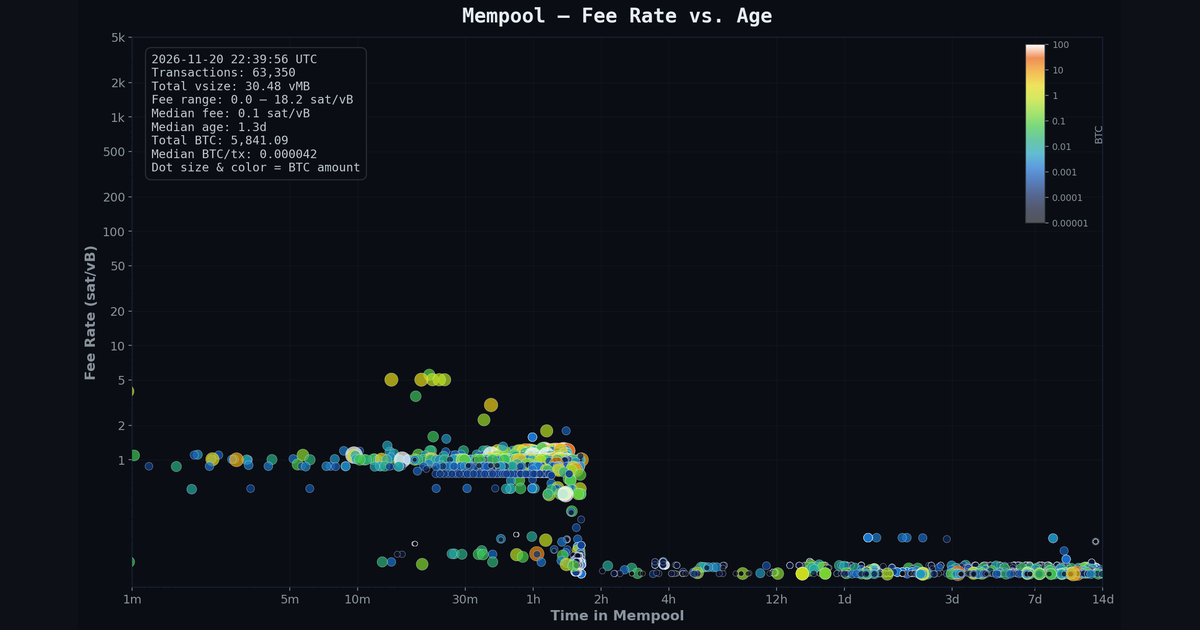 Mempool — Fee Rate vs. Age
2026-11-20 22:39:56 UTC
Transactions: 63,350
Total vsize: 30.48 vMB
Fee range: 0.0 – 18.2 sat/vB
Median fee: 0.1 sat/vB
Median age: 1.3d
Total BTC: 5,841.09
Median BTC/tx: 0.000042
Dot size & color = BTC amount
100
10
1
0.1
0.01
0.001
0.0001
0.00001
BTC
Fee Rate (sat/vB)
5k
2k
1k
500
200
100
50
20
10
5
2
1
1m
5m
10m
30m
1h
2h
4h
12h
1d
3d
7d
14d
Time in Mempool